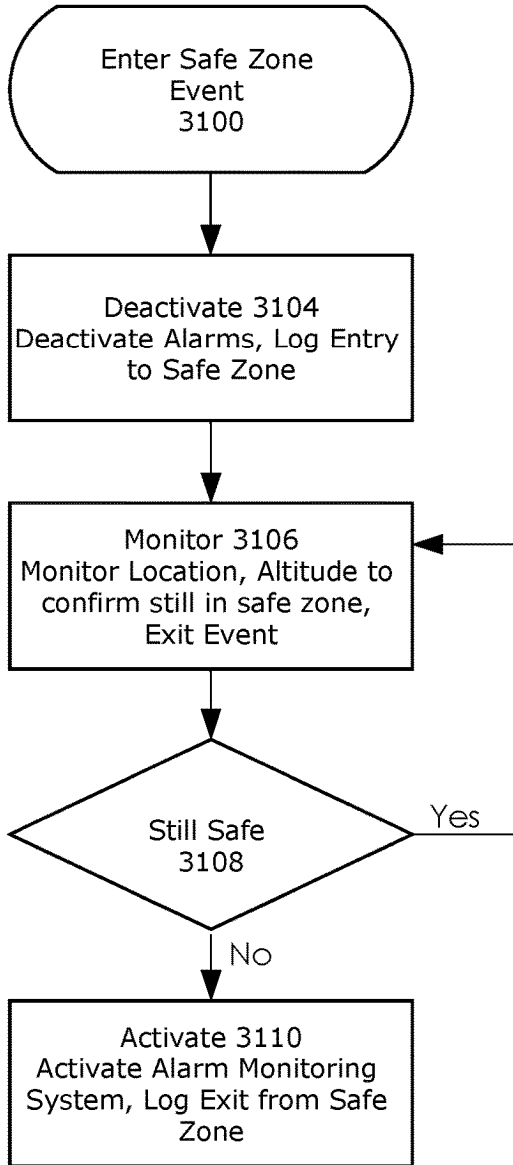 Enter Safe Zone
Event
3100
Deactivate 3104
Deactivate Alarms, Log Entry
to Safe Zone
Monitor 3106
Monitor Location, Altitude to
confirm still in safe zone,
Exit Event
Still Safe
3108
Yes
No
Activate 3110
Activate Alarm Monitoring
System, Log Exit from Safe
Zone